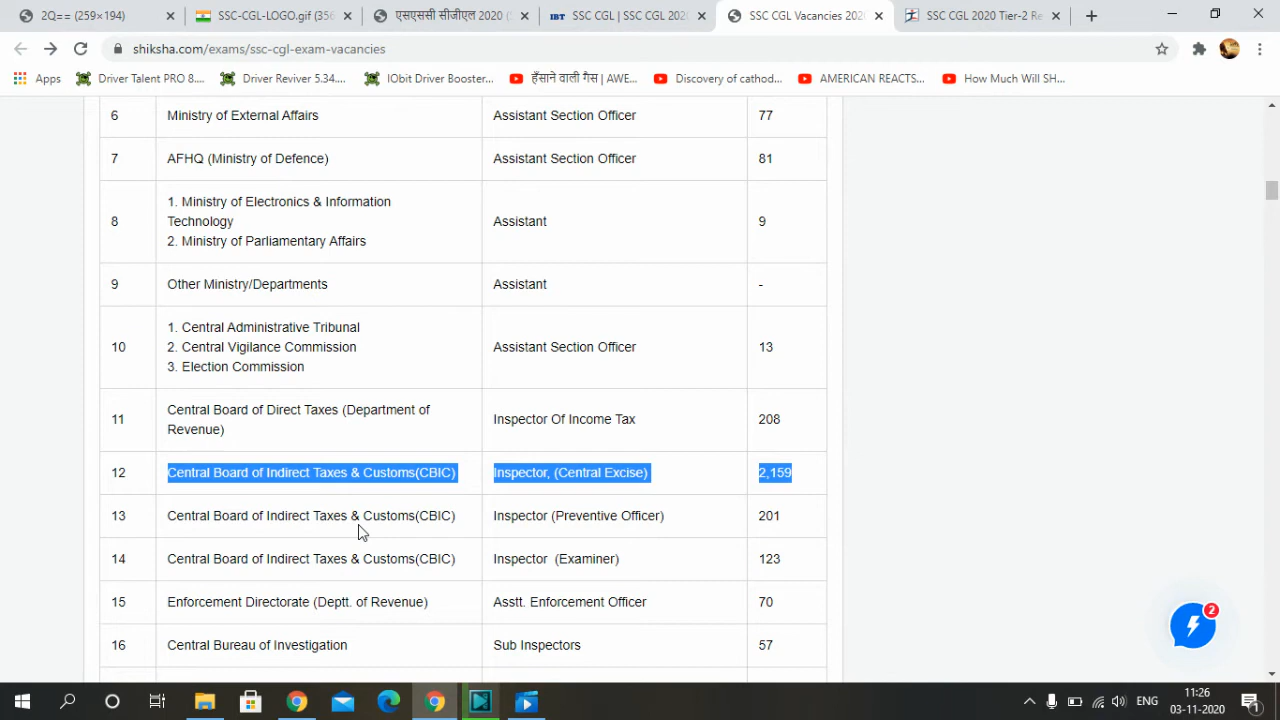 2Q== (259×194)
SSC-CGL-LOGO.gif (356
एसएससी सीजीएल 2020 (
IBT SSC CGL | SSC CGL 2020
SSC CGL Vacancies 202
SSC CGL 2020 Tier-2 Re
shiksha.com/exams/ssc-cgl-exam-vacancies
Apps Driver Talent PRO 8.... Driver Reviver 5.34.... IObit Driver Booster... हँसाने वाली गैस | AWE... Discovery of cathod... AMERICAN REACTS... How Much Will SH...
6 Ministry of External Affairs Assistant Section Officer 77
7 AFHQ (Ministry of Defence) Assistant Section Officer 81
1. Ministry of Electronics & Information
8 Technology Assistant 9
2. Ministry of Parliamentary Affairs
9 Other Ministry/Departments Assistant -
1. Central Administrative Tribunal
10 2. Central Vigilance Commission Assistant Section Officer 13
3. Election Commission
11 Central Board of Direct Taxes (Department of Inspector Of Income Tax 208
Revenue)
12 Central Board of Indirect Taxes & Customs(CBIC) Inspector, (Central Excise) 2,159
13 Central Board of Indirect Taxes & Customs(CBIC) Inspector (Preventive Officer) 201
14 Central Board of Indirect Taxes & Customs(CBIC) Inspector (Examiner) 123
15 Enforcement Directorate (Deptt. of Revenue) Asstt. Enforcement Officer 70
16 Central Bureau of Investigation Sub Inspectors 57
2
ENG 11:26
03-11-2020
1